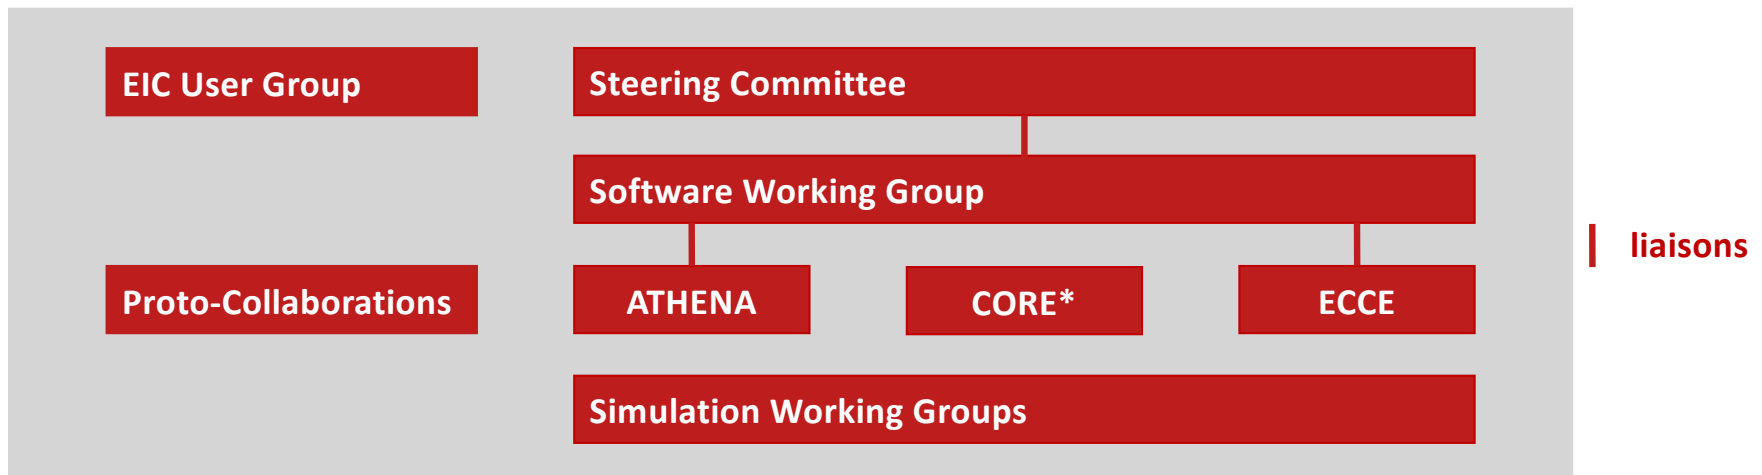 EIC User Group
Steering Committee
Software Working Group
liaisons
Proto-Collaborations
ATHENA
CORE*
ECCE
Simulation Working Groups